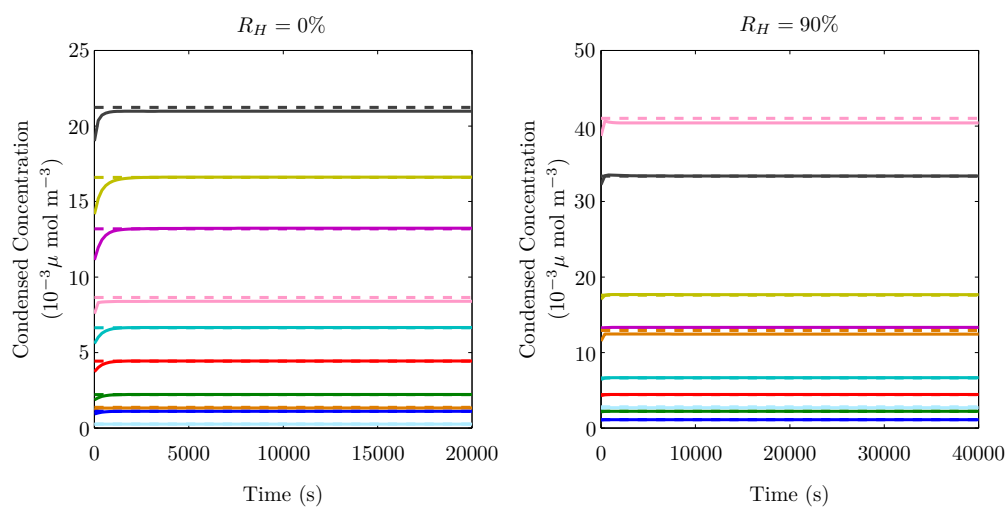 R_H = 0%
25
20
15
10
5
0
Condensed Concentration
(10⁻³ μ mol m⁻³)
0 5000 10000 15000 20000
Time (s)
R_H = 90%
50
40
30
20
10
0
Condensed Concentration
(10⁻³ μ mol m⁻³)
0 10000 20000 30000 40000
Time (s)